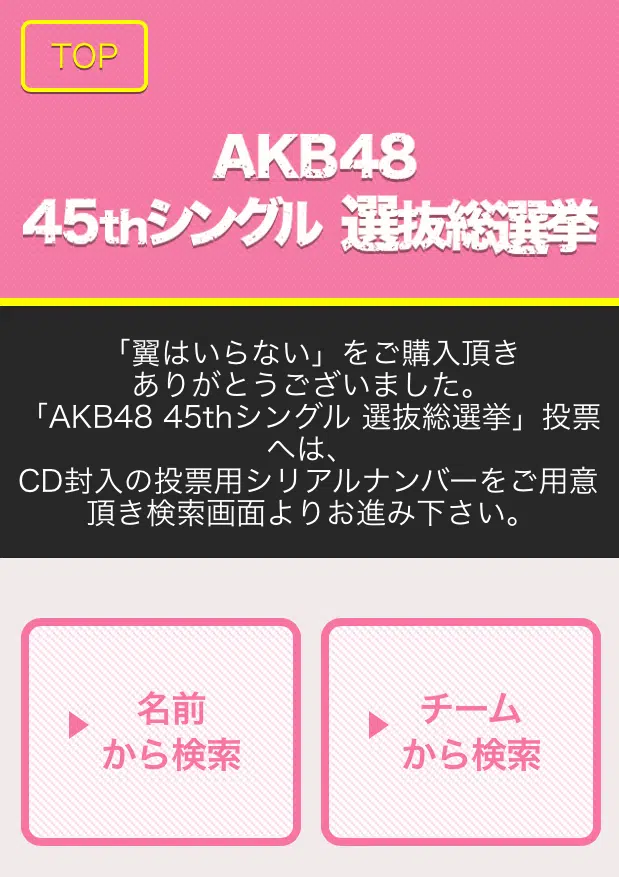 TOP
AKB48
45thシングル 選抜総選挙
「翼はいらない」をご購入頂き
ありがとうございました。
「AKB48 45thシングル 選抜総選挙」投票
へは、
CD封入の投票用シリアルナンバーをご用意
頂き検索画面よりお進み下さい。
名前
から検索
チーム
から検索